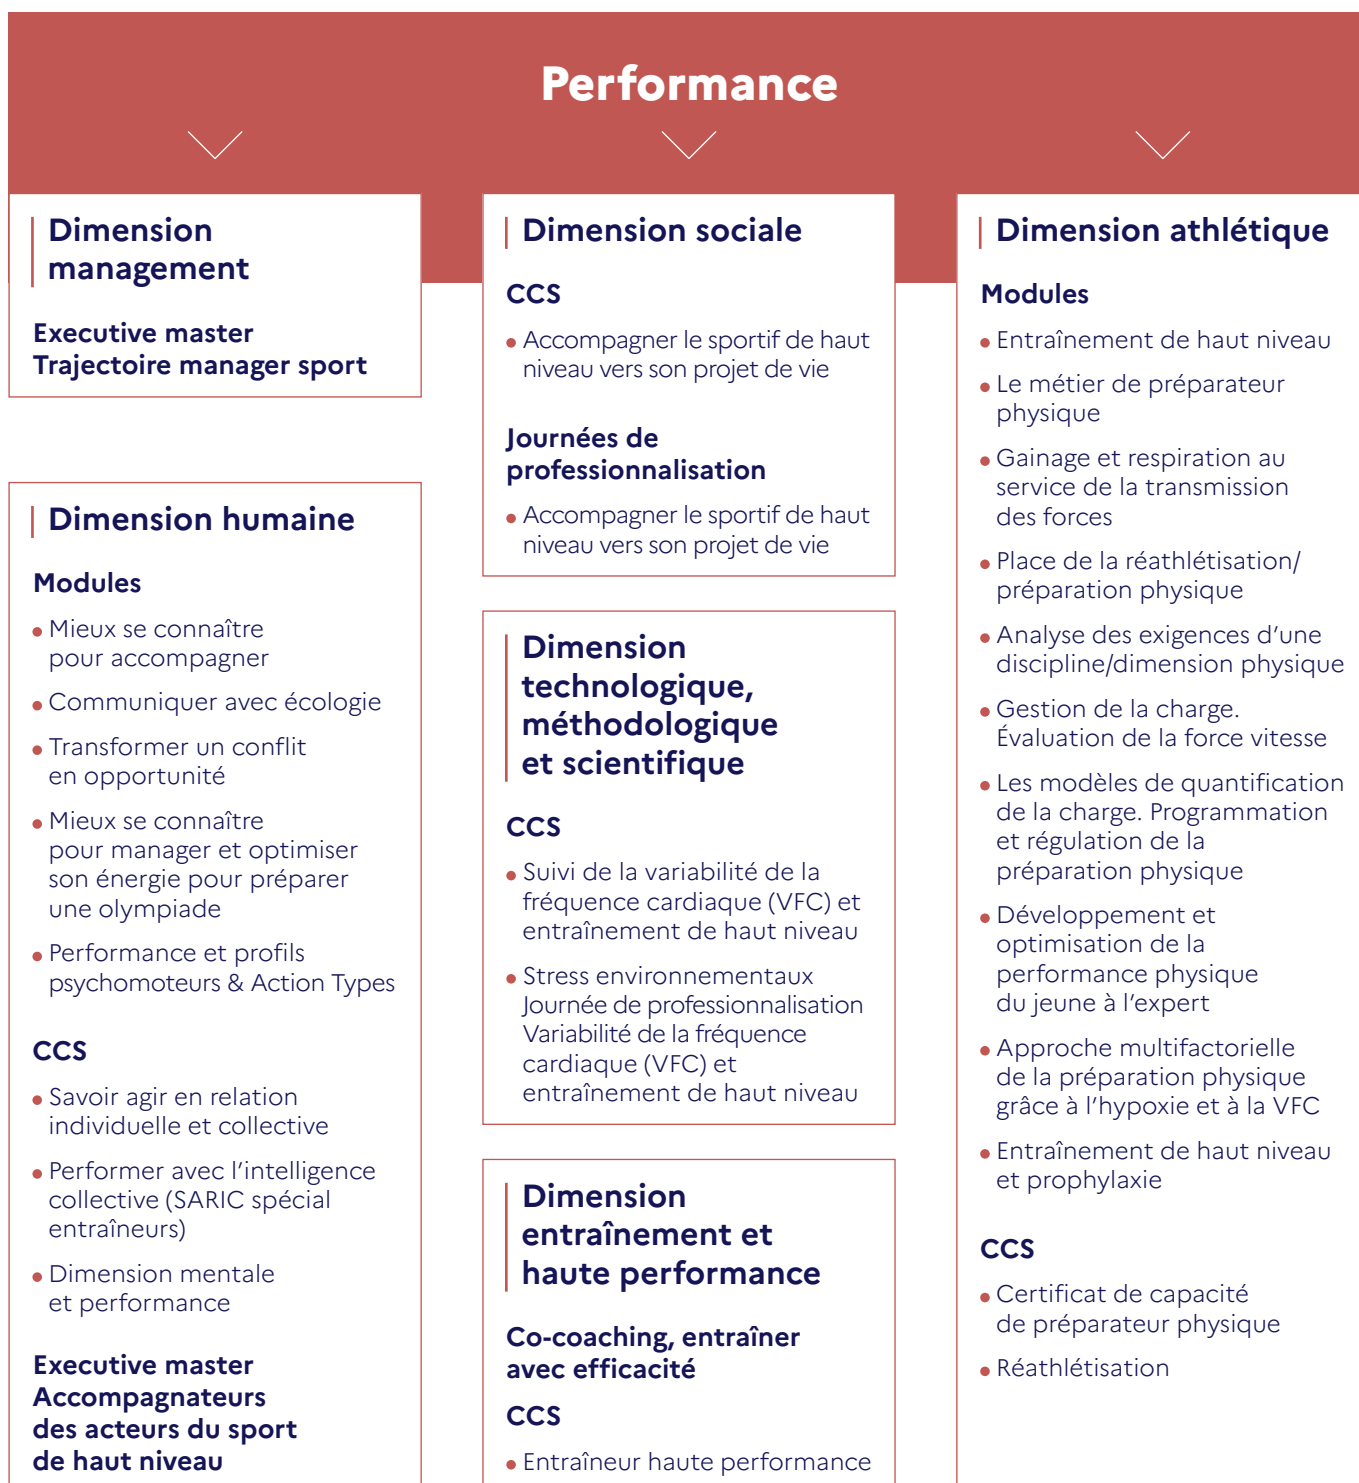 Performance
Dimension
management
Executive master
Trajectoire manager sport
Dimension humaine
Modules
• Mieux se connaître
pour accompagner
• Communiquer avec écologie
• Transformer un conflit
en opportunité
• Mieux se connaître
pour manager et optimiser
son énergie pour préparer
une olympiade
• Performance et profils
psychomoteurs & Action Types
CCS
• Savoir agir en relation
individuelle et collective
• Performer avec l’intelligence
collective (SARIC spécial
entraîneurs)
• Dimension mentale
et performance
Executive master
Accompagnateurs
des acteurs du sport
de haut niveau
Dimension sociale
CCS
• Accompagner le sportif de haut
niveau vers son projet de vie
Journées de
professionnalisation
• Accompagner le sportif de haut
niveau vers son projet de vie
Dimension
technologique,
méthodologique
et scientifique
CCS
• Suivi de la variabilité de la
fréquence cardiaque (VFC) et
entraînement de haut niveau
• Stress environnementaux
Journée de professionnalisation
Variabilité de la fréquence
cardiaque (VFC) et
entraînement de haut niveau
Dimension
entraînement et
haute performance
Co-coaching, entraîner
avec efficacité
CCS
• Entraîneur haute performance
Dimension athlétique
Modules
• Entraînement de haut niveau
• Le métier de préparateur
physique
• Gainage et respiration au
service de la transmission
des forces
• Place de la réathlétisation/
préparation physique
• Analyse des exigences d’une
discipline/dimension physique
• Gestion de la charge.
Évaluation de la force vitesse
• Les modèles de quantification
de la charge. Programmation
et régulation de la
préparation physique
• Développement et
optimisation de la
performance physique
du jeune à l’expert
• Approche multifactorielle
de la préparation physique
grâce à l’hypoxie et à la VFC
• Entraînement de haut niveau
et prophylaxie
CCS
• Certificat de capacité
de préparateur physique
• Réathlétisation